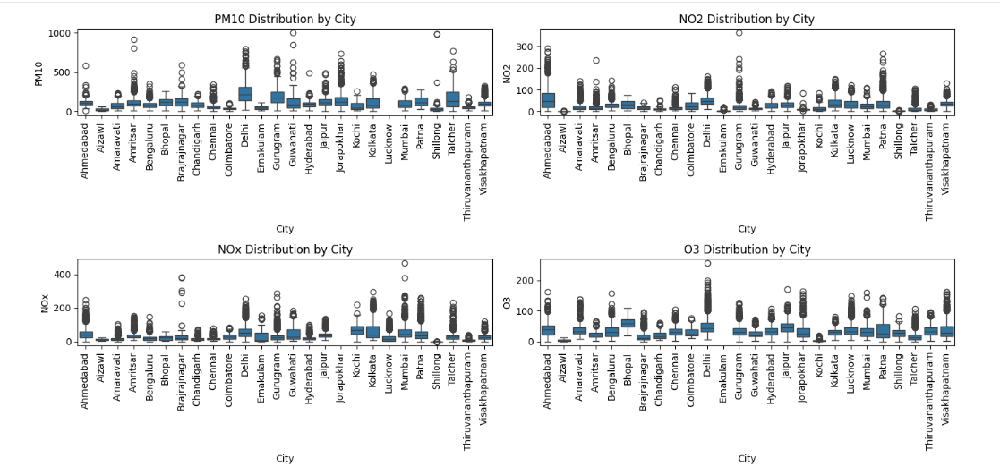 PM10 Distribution by City
1000
500
0
PM10
Ahmedabad
Aizawl
Amaravati
Amritsar
Bengaluru
Bhopal
Brajrajnagar
Chandigarh
Chennai
Coimbatore
Delhi
Ernakulam
Gurugram
Guwahati
Hyderabad
Jaipur
Jorapokhar
Kochi
Kolkata
Lucknow
Mumbai
Patna
Shillong
Talcher
Thiruvananthapuram
Visakhapatnam
City
NO2 Distribution by City
300
200
100
0
NO2
Ahmedabad
Aizawl
Amaravati
Amritsar
Bengaluru
Bhopal
Brajrajnagar
Chandigarh
Chennai
Coimbatore
Delhi
Ernakulam
Gurugram
Guwahati
Hyderabad
Jaipur
Jorapokhar
Kochi
Kolkata
Lucknow
Mumbai
Patna
Shillong
Talcher
Thiruvananthapuram
Visakhapatnam
City
NOx Distribution by City
400
200
0
NOx
Ahmedabad
Aizawl
Amaravati
Amritsar
Bengaluru
Bhopal
Brajrajnagar
Chandigarh
Chennai
Coimbatore
Delhi
Ernakulam
Gurugram
Guwahati
Hyderabad
Jaipur
Jorapokhar
Kochi
Kolkata
Lucknow
Mumbai
Patna
Shillong
Talcher
Thiruvananthapuram
Visakhapatnam
City
O3 Distribution by City
200
100
0
O3
Ahmedabad
Aizawl
Amaravati
Amritsar
Bengaluru
Bhopal
Brajrajnagar
Chandigarh
Chennai
Coimbatore
Delhi
Ernakulam
Gurugram
Guwahati
Hyderabad
Jaipur
Jorapokhar
Kochi
Kolkata
Lucknow
Mumbai
Patna
Shillong
Talcher
Thiruvananthapuram
Visakhapatnam
City